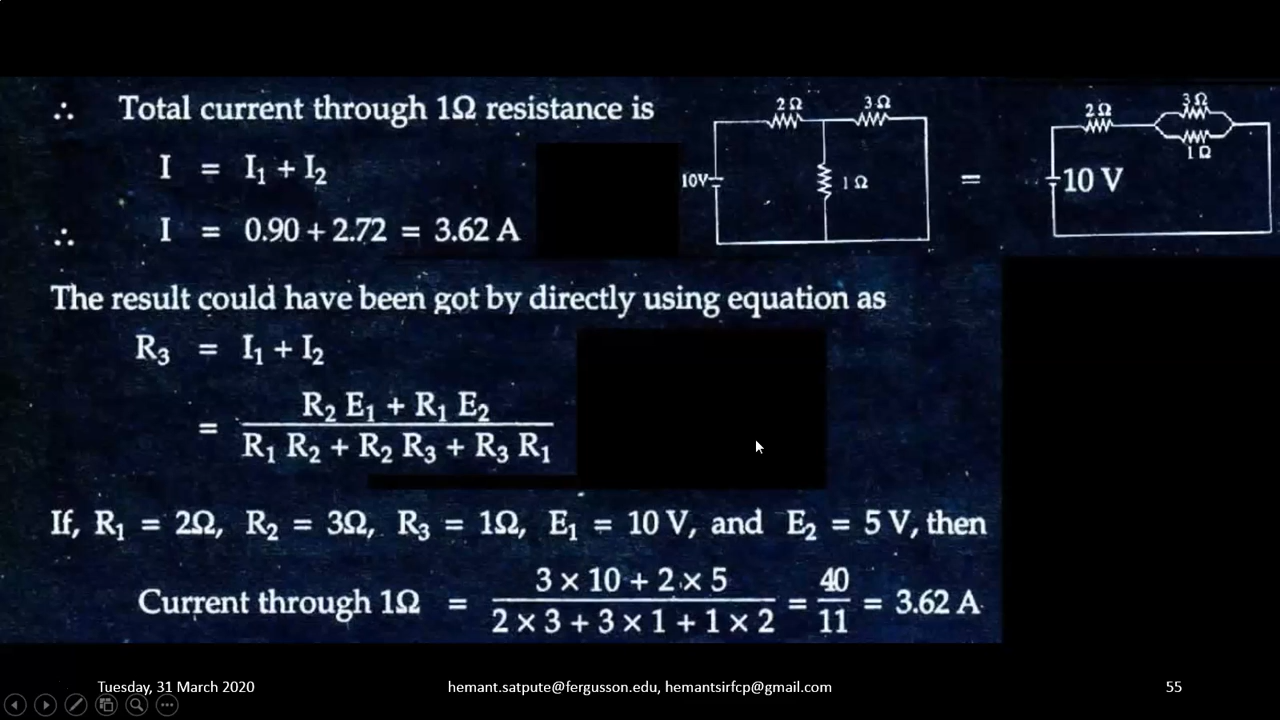 ∴ Total current through 1Ω resistance is
I = I₁ + I₂
∴ I = 0.90 + 2.72 = 3.62 A
2 Ω
3 Ω
10V
1 Ω
=
2 Ω
3 Ω
1 Ω
10 V
The result could have been got by directly using equation as
R₃ = I₁ + I₂
= R₂ E₁ + R₁ E₂
R₁ R₂ + R₂ R₃ + R₃ R₁
If, R₁ = 2Ω, R₂ = 3Ω, R₃ = 1Ω, E₁ = 10 V, and E₂ = 5 V, then
Current through 1Ω = 3 × 10 + 2 × 5 / 2 × 3 + 3 × 1 + 1 × 2 = 40 / 11 = 3.62 A
Tuesday, 31 March 2020
hemant.satpute@fergusson.edu, hemantsirfcp@gmail.com
55